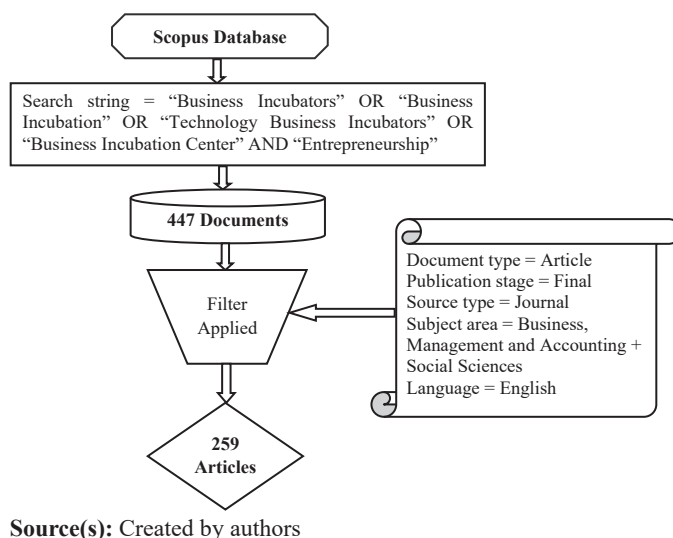 Scopus Database
Search string = “Business Incubators” OR “Business
Incubation” OR “Technology Business Incubators” OR
“Business Incubation Center” AND “Entrepreneurship”
447 Documents
Filter
Applied
Document type = Article
Publication stage = Final
Source type = Journal
Subject area = Business,
Management and Accounting +
Social Sciences
Language = English
259
Articles
Source(s): Created by authors